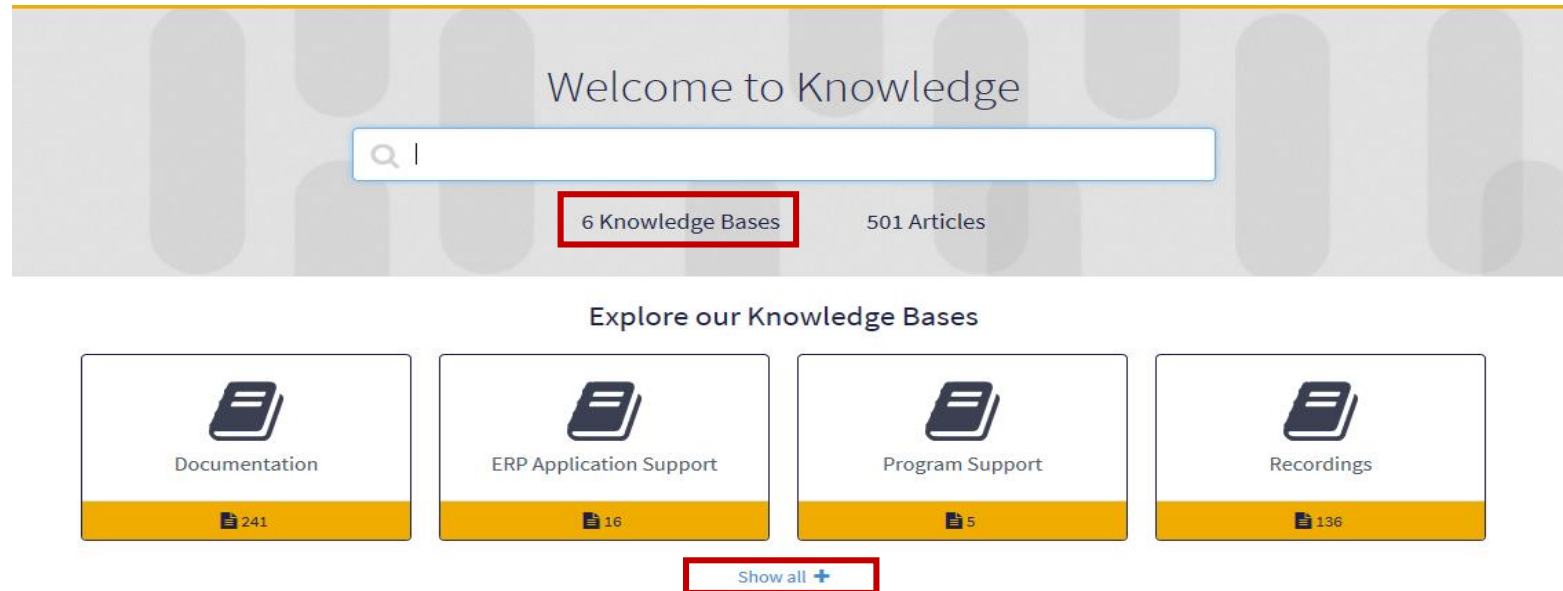 Welcome to Knowledge
6 Knowledge Bases 501 Articles
Explore our Knowledge Bases
Documentation ERP Application Support Program Support Recordings
241 16 5 136
Show all +